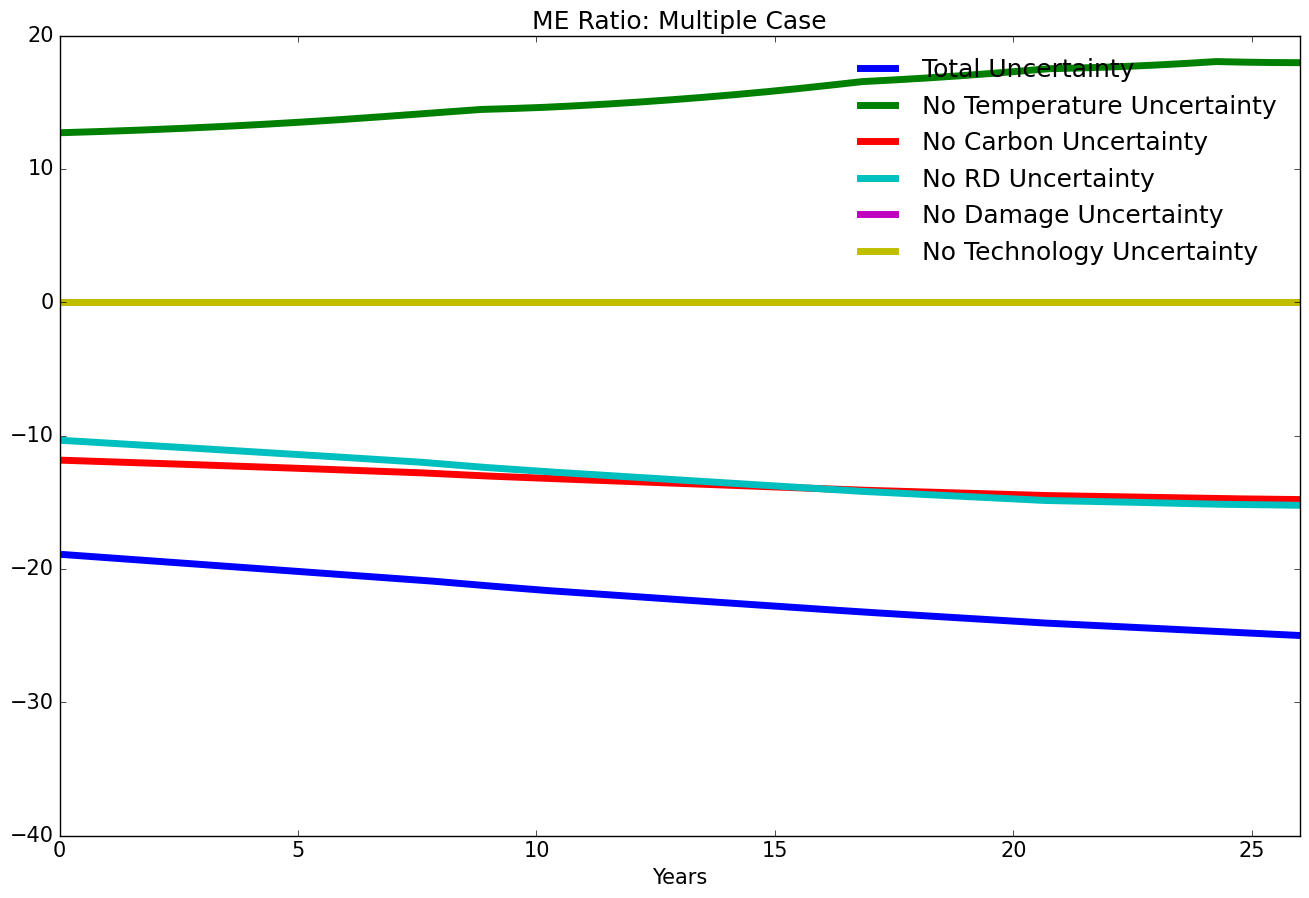 ME Ratio: Multiple Case
20
10
0
−10
−20
−30
−40
Total Uncertainty
No Temperature Uncertainty
No Carbon Uncertainty
No RD Uncertainty
No Damage Uncertainty
No Technology Uncertainty
0 5 10 15 20 25
Years